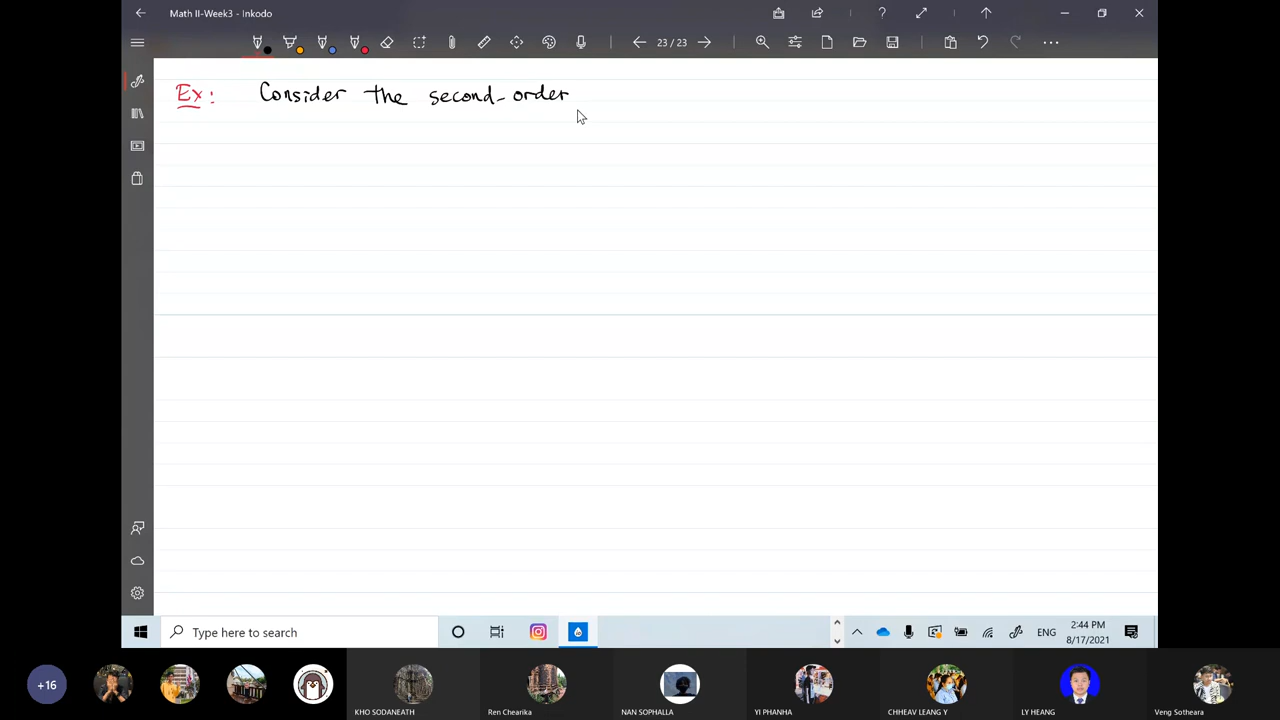 Math II-Week3 - Inkodo
23 / 23
Ex: Consider the second-order
Type here to search
ENG
2:44 PM
8/17/2021
+16
KHO SODANEATH
Ren Chearika
NAN SOPHALLA
YI PHANHA
CHHEAV LEANG Y
LY HEANG
Veng Sotheara